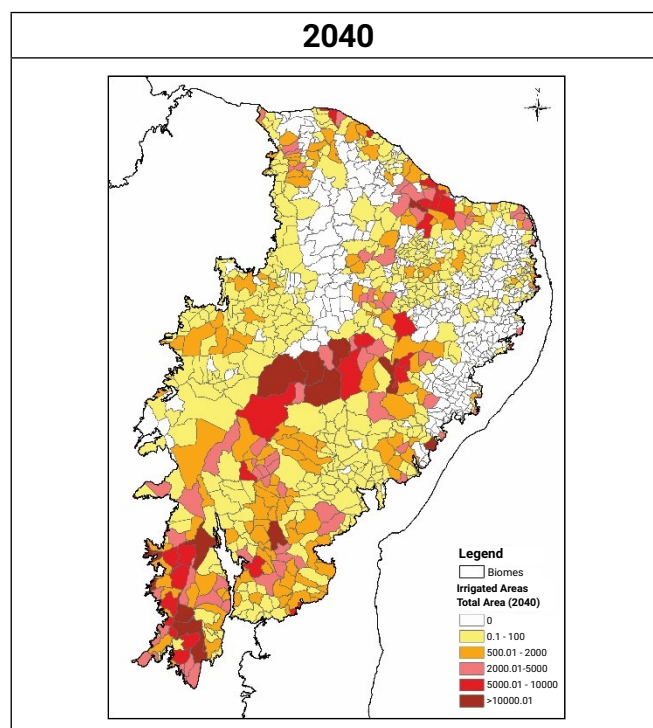 2040
Legend
Biomes
Irrigated Areas
Total Area (2040)
0
0.1 - 100
500.01 - 2000
2000.01-5000
5000.01 - 10000
>10000.01